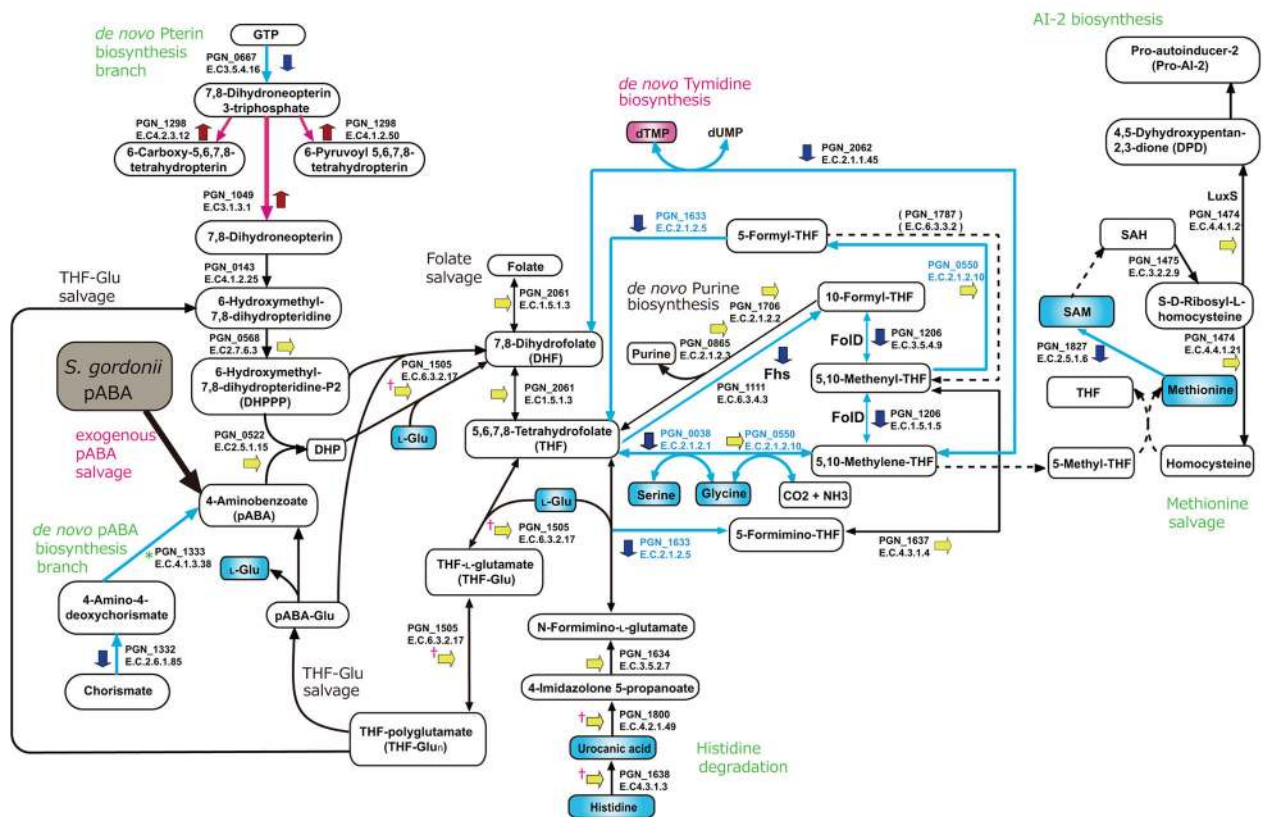 de novo Pterin
biosynthesis
branch
GTP
PGN_0667
E.C3.5.4.16
7,8-Dihydroneopterin
3-triphosphate
PGN_1298
E.C4.2.3.12
PGN_1298
E.C4.1.2.50
6-Carboxy-5,6,7,8-
tetrahydropterin
6-Pyruvoyl 5,6,7,8-
tetrahydropterin
PGN_1049
E.C3.1.3.1
7,8-Dihydroneopterin
THF-Glu
salvage
PGN_0143
E.C4.1.2.25
6-Hydroxymethyl-
7,8-dihydropteridine
PGN_0568
E.C2.7.6.3
S. gordonii
pABA
6-Hydroxymethyl-
7,8-dihydropteridine-P2
(DHPPP)
exogenous
pABA
salvage
PGN_0522
E.C2.5.1.15
DHP
4-Aminobenzoate
(pABA)
de novo pABA
biosynthesis
branch
* PGN_1333
E.C.4.1.3.38
L-Glu
4-Amino-4-
deoxychorismate
pABA-Glu
PGN_1332
E.C.2.6.1.85
Chorismate
THF-Glu
salvage
THF-polyglutamate
(THF-Glun)
Folate
salvage
Folate
PGN_2061
E.C.1.5.1.3
7,8-Dihydrofolate
(DHF)
† PGN_1505
E.C.6.3.2.17
L-Glu
PGN_2061
E.C1.5.1.3
5,6,7,8-Tetrahydrofolate
(THF)
L-Glu
† PGN_1505
E.C.6.3.2.17
THF-L-glutamate
(THF-Glu)
PGN_1505
E.C.6.3.2.17
†
de novo Tymidine
biosynthesis
dTMP
dUMP
PGN_2062
E.C.2.1.1.45
PGN_1633
E.C.2.1.2.5
5-Formyl-THF
( PGN_1787 )
( E.C.6.3.3.2 )
PGN_0550
E.C.2.1.2.10
de novo Purine
biosynthesis
PGN_1706
E.C.2.1.2.2
10-Formyl-THF
Purine
PGN_0865
E.C.2.1.2.3
FolD
PGN_1206
E.C.3.5.4.9
Fhs
5,10-Methenyl-THF
PGN_1111
E.C.6.3.4.3
FolD
PGN_1206
E.C.1.5.1.5
PGN_0038
E.C.2.1.2.1
PGN_0550
E.C.2.1.2.10
5,10-Methylene-THF
Serine
Glycine
CO2 + NH3
PGN_1633
E.C.2.1.2.5
5-Formimino-THF
PGN_1637
E.C.4.3.1.4
N-Formimino-L-glutamate
PGN_1634
E.C.3.5.2.7
4-Imidazolone 5-propanoate
† PGN_1800
E.C.4.2.1.49
Urocanic acid
† PGN_1638
E.C4.3.1.3
Histidine
Histidine
degradation
AI-2 biosynthesis
Pro-autoinducer-2
(Pro-AI-2)
4,5-Dyhydroxypentan-
2,3-dione (DPD)
LuxS
PGN_1474
E.C.4.4.1.2
SAH
PGN_1475
E.C.3.2.2.9
SAM
S-D-Ribosyl-L-
homocysteine
PGN_1827
E.C.2.5.1.6
PGN_1474
E.C.4.4.1.21
THF
Methionine
5-Methyl-THF
Homocysteine
Methionine
salvage